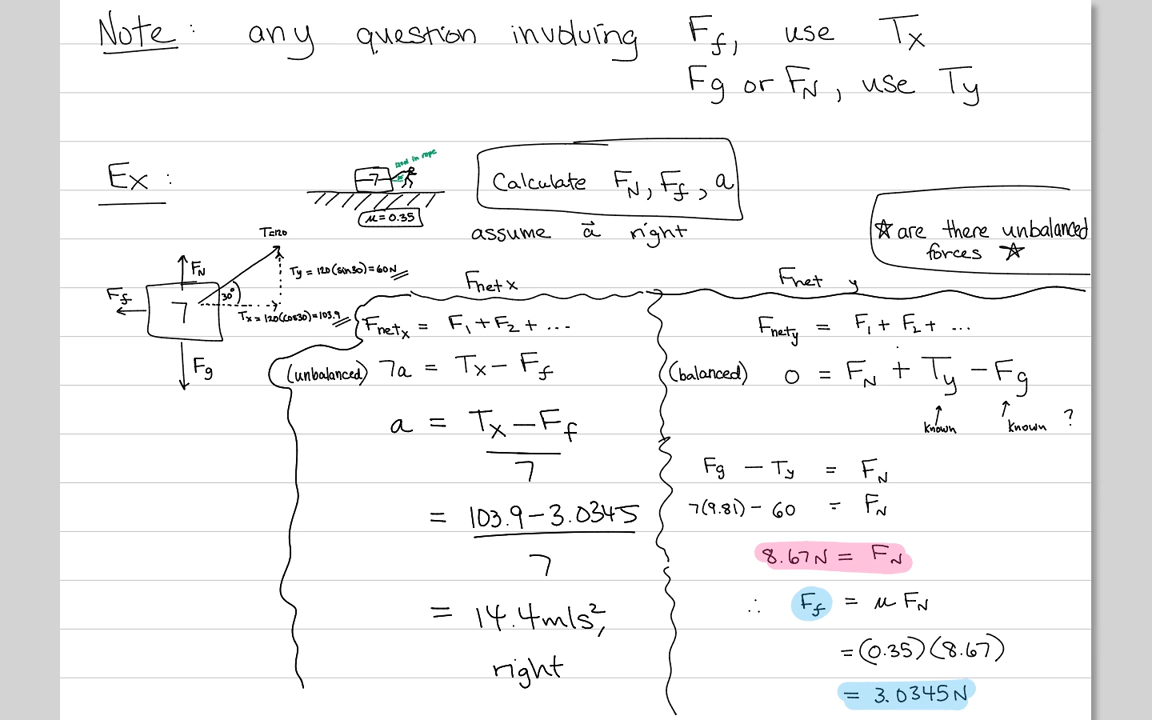 Note: any question involving Ff, use Tx
Fg or FN, use Ty
Ex:
120N in rope
7
μ=0.35
Calculate FN, Ff, a
assume a⃗ right
☆are there unbalanced
forces ☆
T=120
FN
Ty = 120(sin30)=60N
30°
Ff
7
Tx=120(cos30)=103.9
Fg
Fnet x
Fnetx = F1+F2+ ...
(unbalanced) 7a = Tx - Ff
a = Tx - Ff
7
= 103.9-3.0345
7
= 14.4m/s²,
right
Fnet y
Fnety = F1+ F2+ ...
(balanced) 0 = FN + Ty - Fg
↑ ↑
known known ?
Fg - Ty = FN
7(9.81) - 60 = FN
8.67N = FN
∴ Ff = μ FN
=(0.35)(8.67)
= 3.0345N